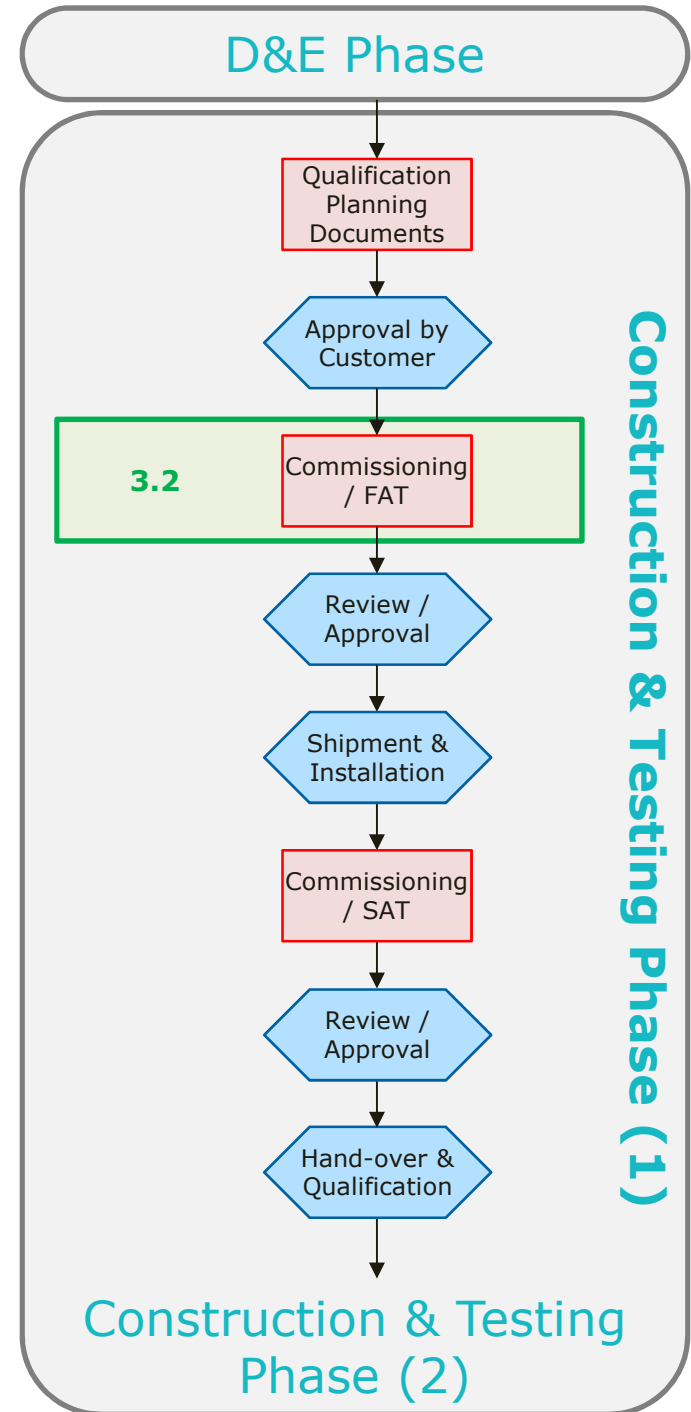 D&E Phase
Qualification
Planning
Documents
Approval by
Customer
3.2
Commissioning
/ FAT
Review /
Approval
Shipment &
Installation
Commissioning
/ SAT
Review /
Approval
Hand-over &
Qualification
Construction & Testing Phase (1)
Construction & Testing
Phase (2)